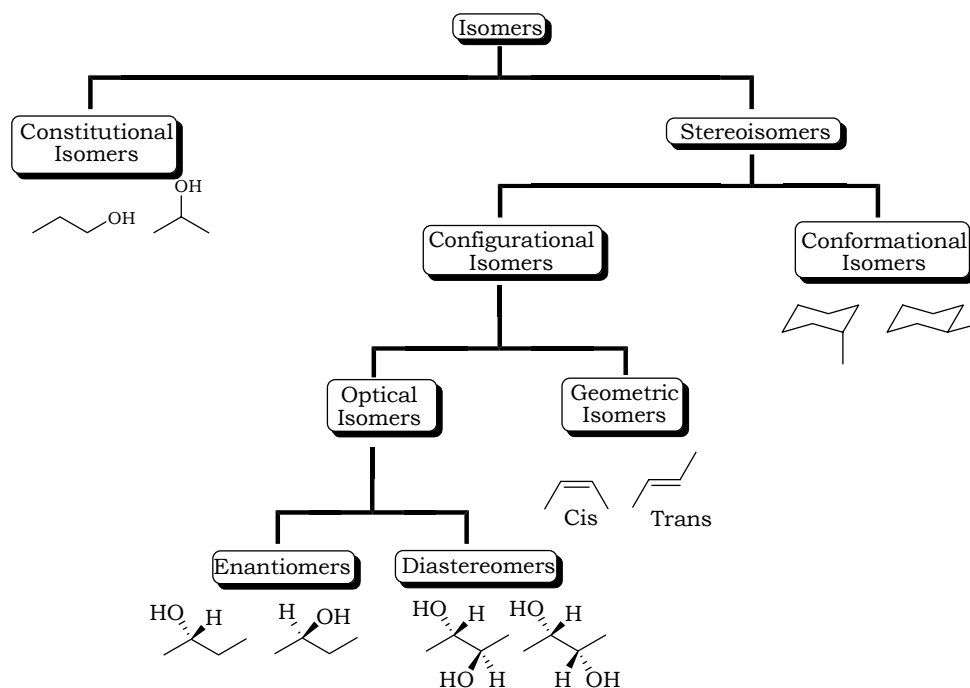 Isomers
Constitutional
Isomers
Stereoisomers
OH
OH
Configurational
Isomers
Conformational
Isomers
Optical
Isomers
Geometric
Isomers
Cis
Trans
Enantiomers
Diastereomers
HO
H
H
OH
HO
H
HO
H
HO
H
H
OH